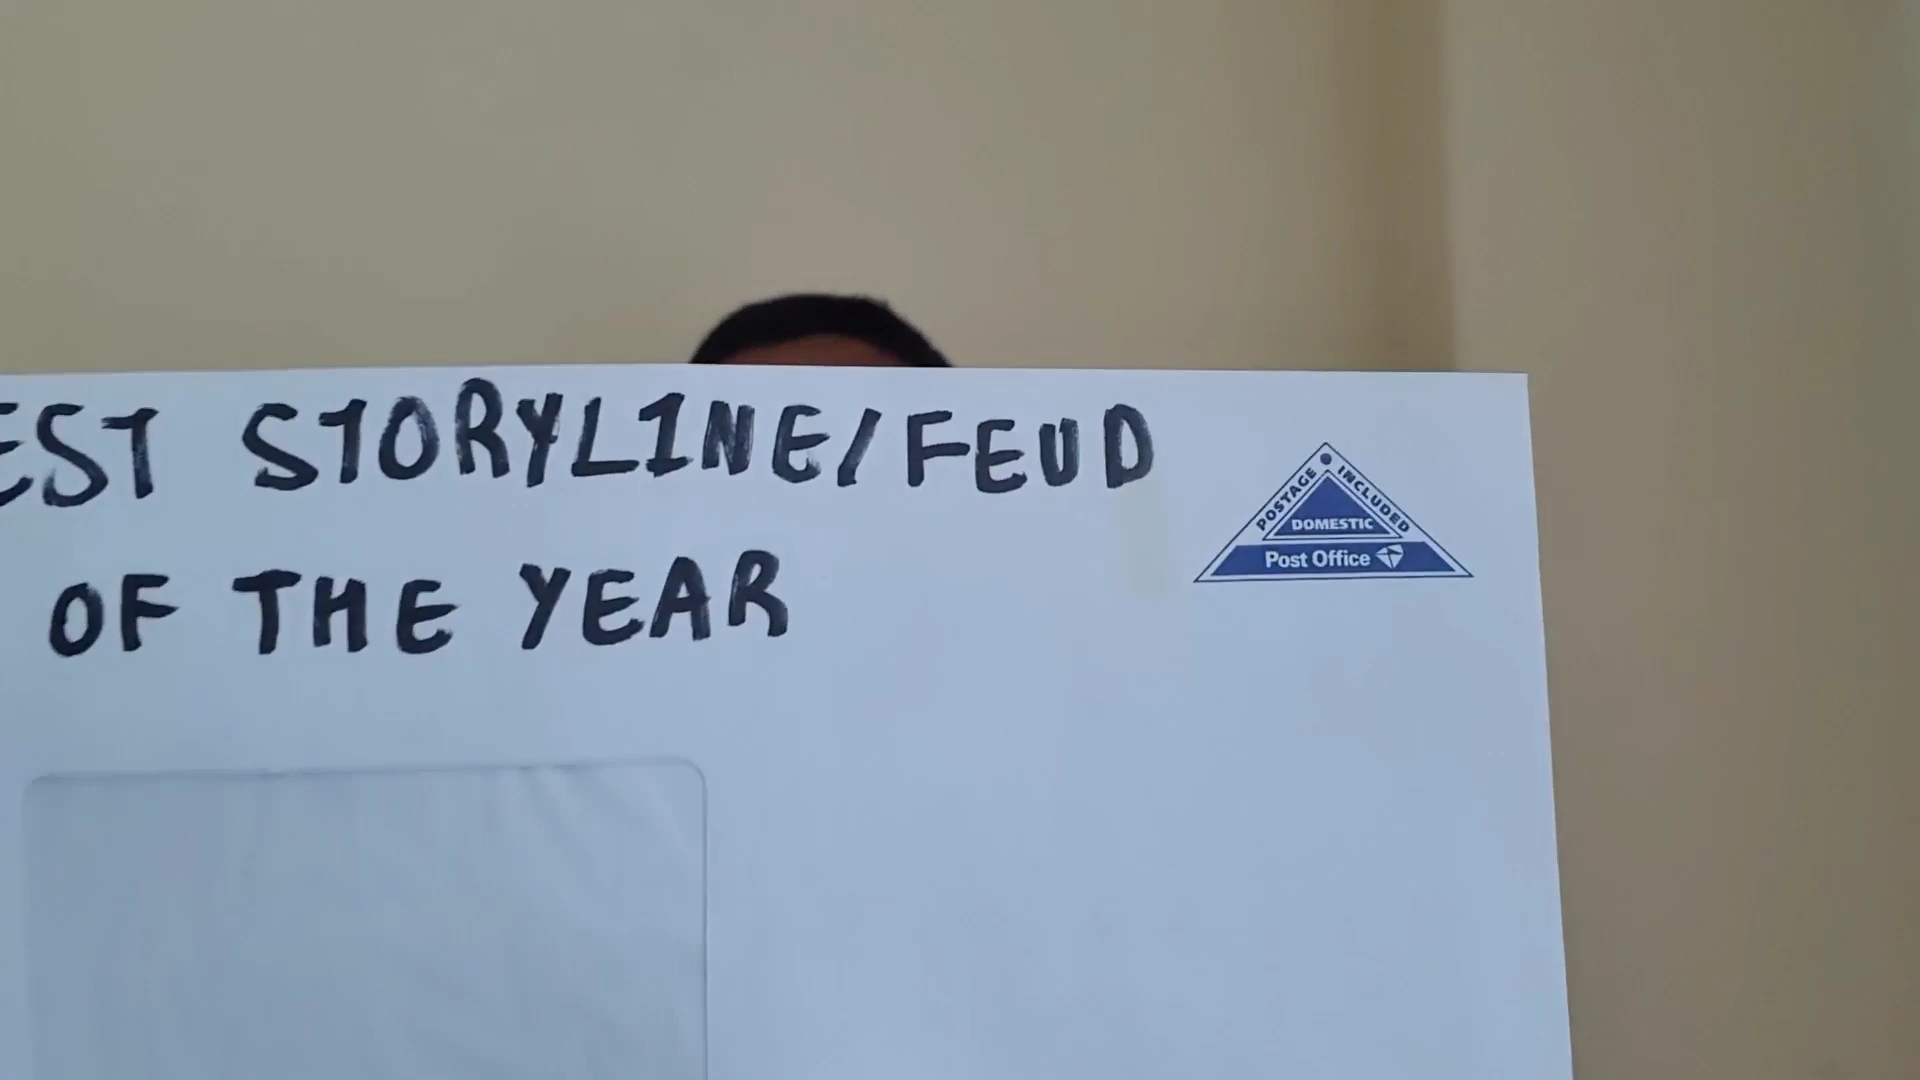 EST STORYLINE/FEUD
OF THE YEAR
POSTAGE INCLUDED
DOMESTIC
Post Office